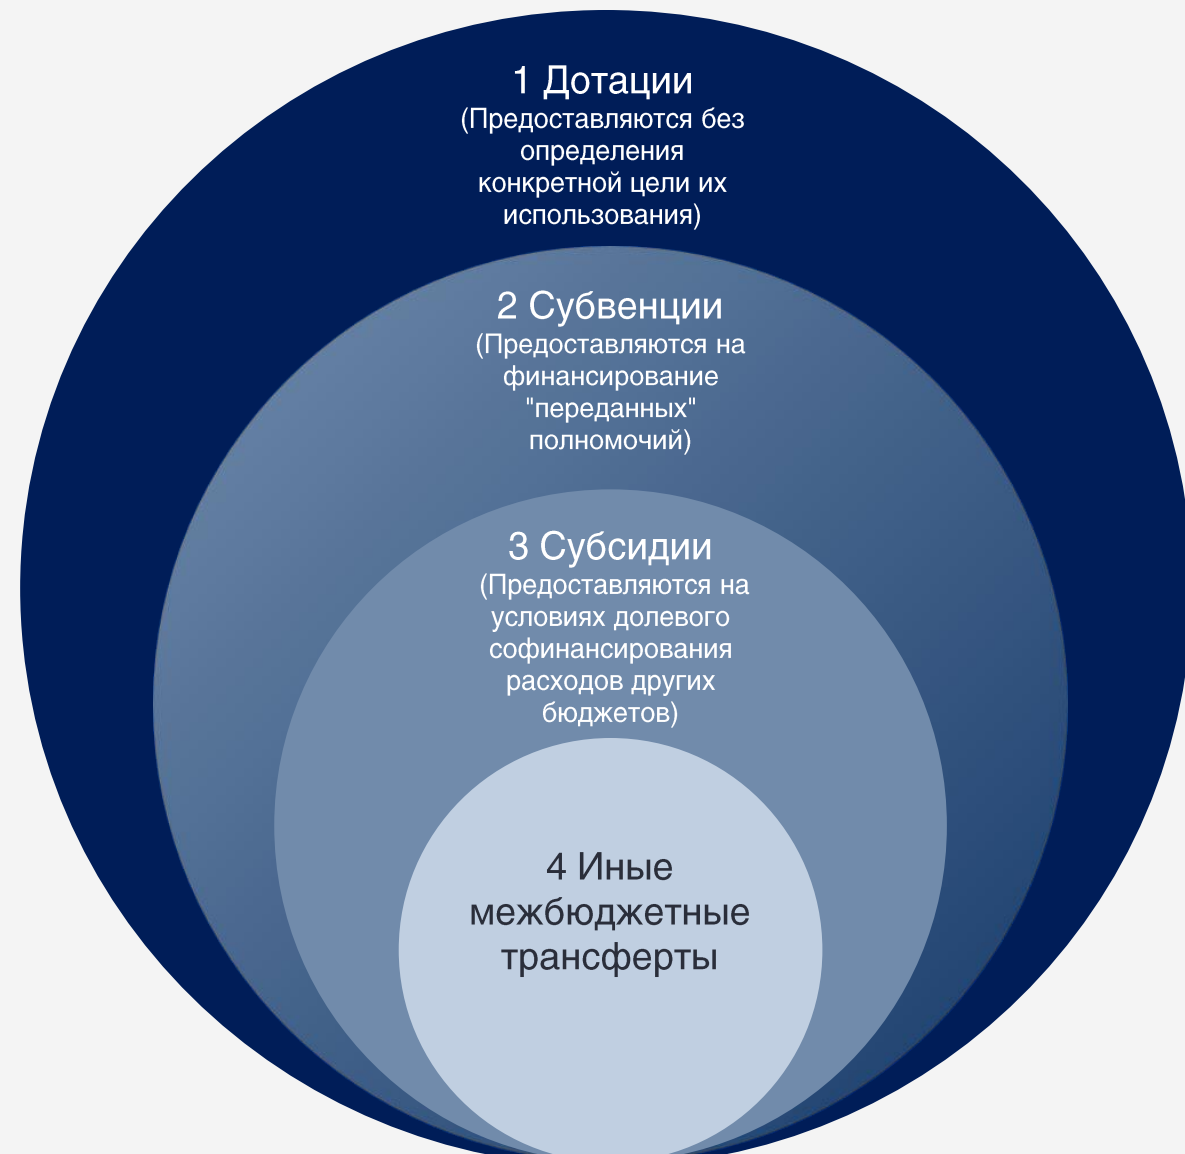 1 Дотации
(Предоставляются без
определения
конкретной цели их
использования)
2 Субвенции
(Предоставляются на
финансирование
"переданных"
полномочий)
3 Субсидии
(Предоставляются на
условиях долевого
софинансирования
расходов других
бюджетов)
4 Иные
межбюджетные
трансферты